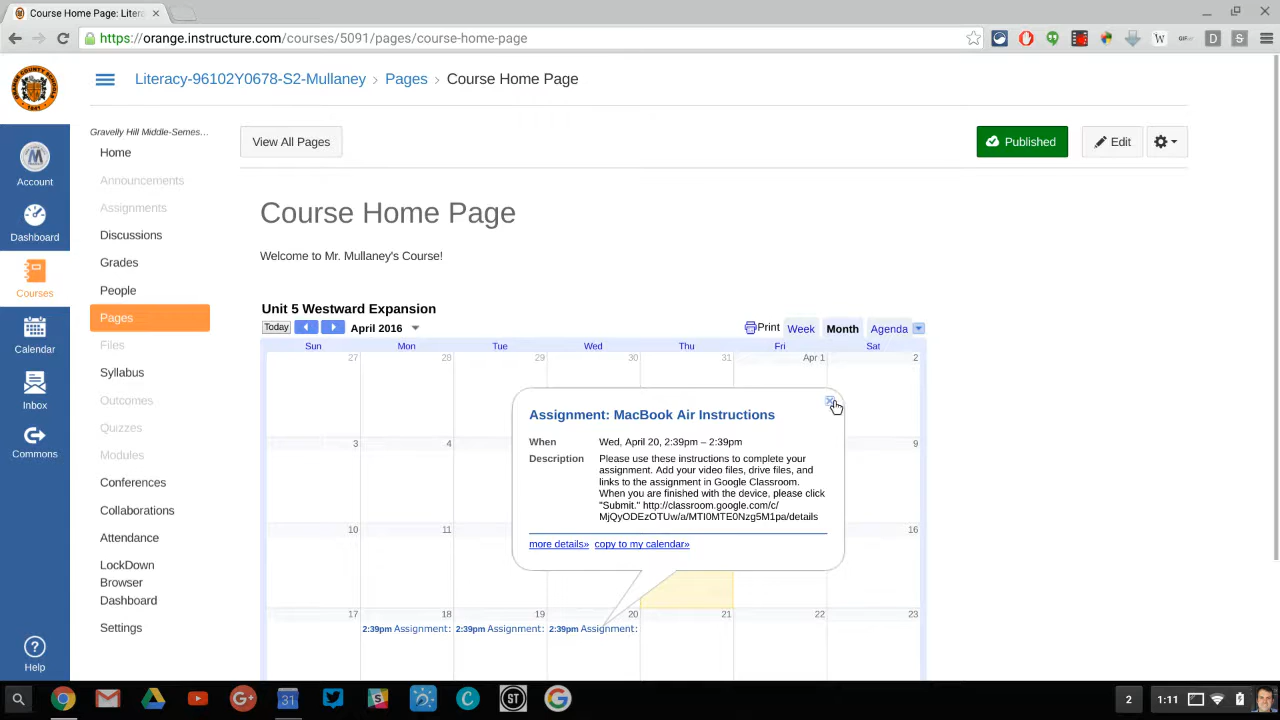 Course Home Page: Liter
https://orange.instructure.com/courses/5091/pages/course-home-page
W
GIF
D
S
Literacy-96102Y0678-S2-Mullaney > Pages > Course Home Page
Gravelly Hill Middle-Semes...
Home
Announcements
Assignments
Discussions
Grades
People
Pages
Files
Syllabus
Outcomes
Quizzes
Modules
Conferences
Collaborations
Attendance
LockDown
Browser
Dashboard
Settings
Account
Dashboard
Courses
Calendar
Inbox
Commons
Help
View All Pages
Published
Edit
Course Home Page
Welcome to Mr. Mullaney's Course!
Unit 5 Westward Expansion
Today April 2016 Print Week Month Agenda
Sun Mon Tue Wed Thu Fri Sat
27 28 29 30 31 Apr 1 2
3 4 9
10 11 16
17 18 19 20 21 22 23
2:39pm Assignment: 2:39pm Assignment: 2:39pm Assignment:
Assignment: MacBook Air Instructions
When Wed, April 20, 2:39pm – 2:39pm
Description Please use these instructions to complete your
assignment. Add your video files, drive files, and
links to the assignment in Google Classroom.
When you are finished with the device, please click
"Submit." http://classroom.google.com/c/
MjQyODEzOTUw/a/MTI0MTE0Nzg5M1pa/details
more details» copy to my calendar»
31
C
ST
G
2
1:11